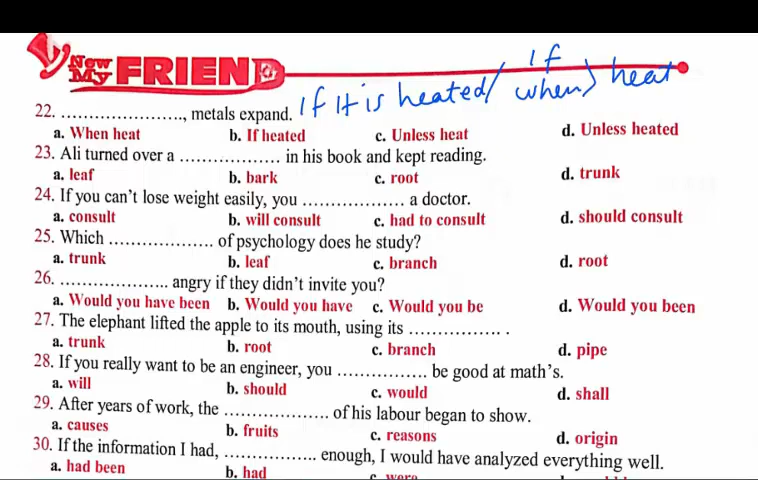 New My FRIEND
If It is heated / If when } heat
22. ...................., metals expand.
a. When heat b. If heated c. Unless heat d. Unless heated
23. Ali turned over a .................. in his book and kept reading.
a. leaf b. bark c. root d. trunk
24. If you can't lose weight easily, you .................. a doctor.
a. consult b. will consult c. had to consult d. should consult
25. Which .................. of psychology does he study?
a. trunk b. leaf c. branch d. root
26. .................. angry if they didn't invite you?
a. Would you have been b. Would you have c. Would you be d. Would you been
27. The elephant lifted the apple to its mouth, using its ................ .
a. trunk b. root c. branch d. pipe
28. If you really want to be an engineer, you ............... be good at math's.
a. will b. should c. would d. shall
29. After years of work, the .................. of his labour began to show.
a. causes b. fruits c. reasons d. origin
30. If the information I had, ................ enough, I would have analyzed everything well.
a. had been b. had c. were